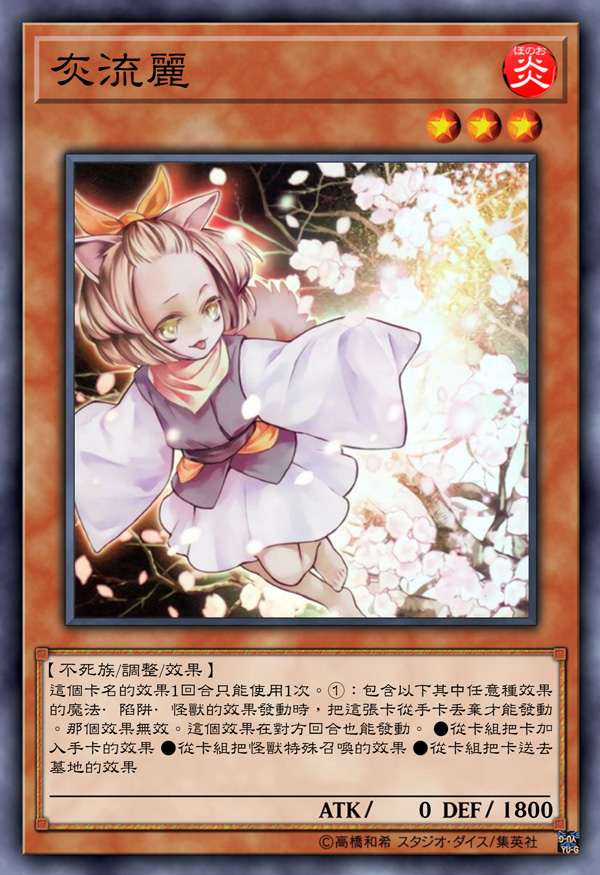 灰流麗
ほのお
炎
【不死族/調整/效果】
這個卡名的效果1回合只能使用1次。①：包含以下其中任意種效果
的魔法·陷阱·怪獸的效果發動時，把這張卡從手卡丟棄才能發動
。那個效果無效。這個效果在對方回合也能發動。●從卡組把卡加
入手卡的效果●從卡組把怪獸特殊召喚的效果●從卡組把卡送去
墓地的效果
ATK/ 0 DEF/ 1800
©高橋和希 スタジオ·ダイス/集英社